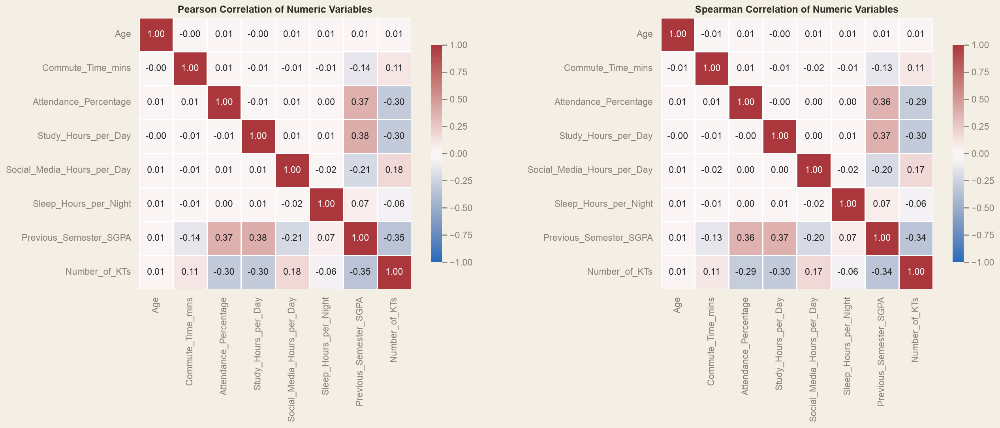 Pearson Correlation of Numeric Variables
Age 1.00 -0.00 0.01 -0.00 0.01 0.01 0.01 0.01
Commute_Time_mins -0.00 1.00 0.01 -0.01 -0.01 -0.01 -0.14 0.11
Attendance_Percentage 0.01 0.01 1.00 -0.01 0.01 0.00 0.37 -0.30
Study_Hours_per_Day -0.00 -0.01 -0.01 1.00 0.01 0.01 0.38 -0.30
Social_Media_Hours_per_Day 0.01 -0.01 0.01 0.01 1.00 -0.02 -0.21 0.18
Sleep_Hours_per_Night 0.01 -0.01 0.00 0.01 -0.02 1.00 0.07 -0.06
Previous_Semester_SGPA 0.01 -0.14 0.37 0.38 -0.21 0.07 1.00 -0.35
Number_of_KTs 0.01 0.11 -0.30 -0.30 0.18 -0.06 -0.35 1.00
Age
Commute_Time_mins
Attendance_Percentage
Study_Hours_per_Day
Social_Media_Hours_per_Day
Sleep_Hours_per_Night
Previous_Semester_SGPA
Number_of_KTs
1.00
0.75
0.50
0.25
0.00
−0.25
−0.50
−0.75
−1.00
Spearman Correlation of Numeric Variables
Age 1.00 -0.01 0.01 -0.00 0.01 0.01 0.01 0.01
Commute_Time_mins -0.01 1.00 0.01 -0.01 -0.02 -0.01 -0.13 0.11
Attendance_Percentage 0.01 0.01 1.00 -0.00 0.00 0.00 0.36 -0.29
Study_Hours_per_Day -0.00 -0.01 -0.00 1.00 0.00 0.01 0.37 -0.30
Social_Media_Hours_per_Day 0.01 -0.02 0.00 0.00 1.00 -0.02 -0.20 0.17
Sleep_Hours_per_Night 0.01 -0.01 0.00 0.01 -0.02 1.00 0.07 -0.06
Previous_Semester_SGPA 0.01 -0.13 0.36 0.37 -0.20 0.07 1.00 -0.34
Number_of_KTs 0.01 0.11 -0.29 -0.30 0.17 -0.06 -0.34 1.00
Age
Commute_Time_mins
Attendance_Percentage
Study_Hours_per_Day
Social_Media_Hours_per_Day
Sleep_Hours_per_Night
Previous_Semester_SGPA
Number_of_KTs
1.00
0.75
0.50
0.25
0.00
−0.25
−0.50
−0.75
−1.00